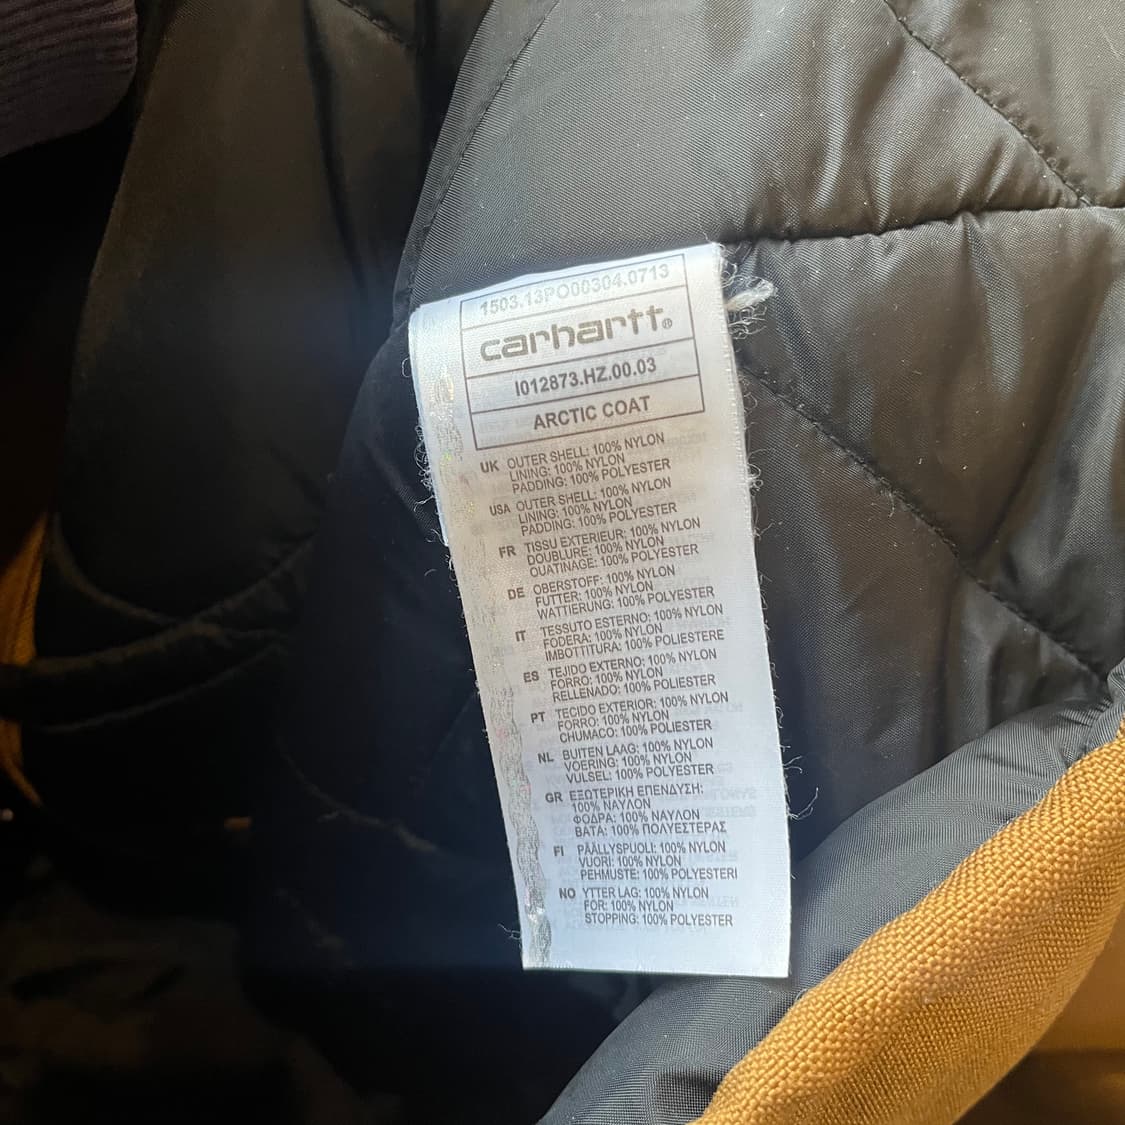 1503.13PO00304.0713
carhartt®
I012873.HZ.00.03
ARCTIC COAT
UK OUTER SHELL: 100% NYLON
LINING: 100% NYLON
PADDING: 100% POLYESTER
USA OUTER SHELL: 100% NYLON
LINING: 100% NYLON
PADDING: 100% POLYESTER
FR TISSU EXTERIEUR: 100% NYLON
DOUBLURE: 100% NYLON
OUATINAGE: 100% POLYESTER
DE OBERSTOFF: 100% NYLON
FUTTER: 100% NYLON
WATTIERUNG: 100% POLYESTER
IT TESSUTO ESTERNO: 100% NYLON
FODERA: 100% NYLON
IMBOTTITURA: 100% POLIESTERE
ES TEJIDO EXTERNO: 100% NYLON
FORRO: 100% NYLON
RELLENADO: 100% POLIESTER
PT TECIDO EXTERIOR: 100% NYLON
FORRO: 100% NYLON
CHUMACO: 100% POLIESTER
NL BUITEN LAAG: 100% NYLON
VOERING: 100% NYLON
VULSEL: 100% POLYESTER
GR ΕΞΩΤΕΡΙΚΗ ΕΠΕΝΔΥΣΗ:
100% ΝΑΥΛΟΝ
ΦΟΔΡΑ: 100% ΝΑΥΛΟΝ
ΒΑΤΑ: 100% ΠΟΛΥΕΣΤΕΡΑΣ
FI PÄÄLLYSPUOLI: 100% NYLON
VUORI: 100% NYLON
PEHMUSTE: 100% POLYESTERI
NO YTTER LAG: 100% NYLON
FOR: 100% NYLON
STOPPING: 100% POLYESTER